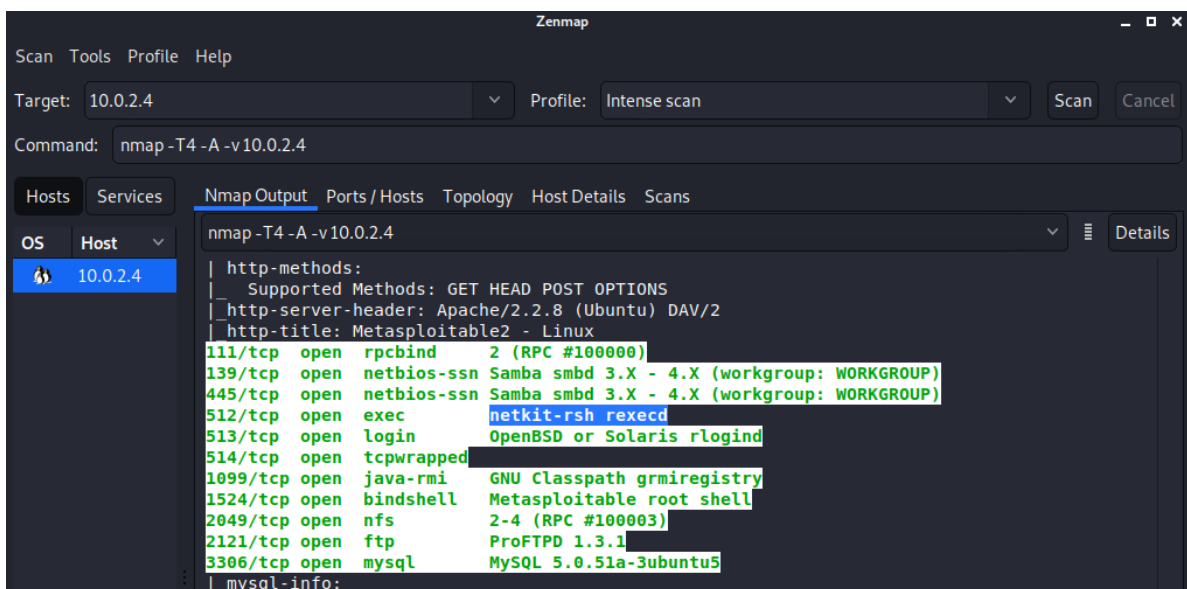 Zenmap
Scan Tools Profile Help
Target: 10.0.2.4 Profile: Intense scan Scan Cancel
Command: nmap -T4 -A -v 10.0.2.4
Hosts Services Nmap Output Ports / Hosts Topology Host Details Scans
OS Host nmap -T4 -A -v 10.0.2.4 Details
10.0.2.4
| http-methods:
|_  Supported Methods: GET HEAD POST OPTIONS
|_http-server-header: Apache/2.2.8 (Ubuntu) DAV/2
|_http-title: Metasploitable2 - Linux
111/tcp  open  rpcbind     2 (RPC #100000)
139/tcp  open  netbios-ssn Samba smbd 3.X - 4.X (workgroup: WORKGROUP)
445/tcp  open  netbios-ssn Samba smbd 3.X - 4.X (workgroup: WORKGROUP)
512/tcp  open  exec        netkit-rsh rexecd
513/tcp  open  login       OpenBSD or Solaris rlogind
514/tcp  open  tcpwrapped
1099/tcp open  java-rmi    GNU Classpath grmiregistry
1524/tcp open  bindshell   Metasploitable root shell
2049/tcp open  nfs         2-4 (RPC #100003)
2121/tcp open  ftp         ProFTPD 1.3.1
3306/tcp open  mysql       MySQL 5.0.51a-3ubuntu5
| mysql-info: